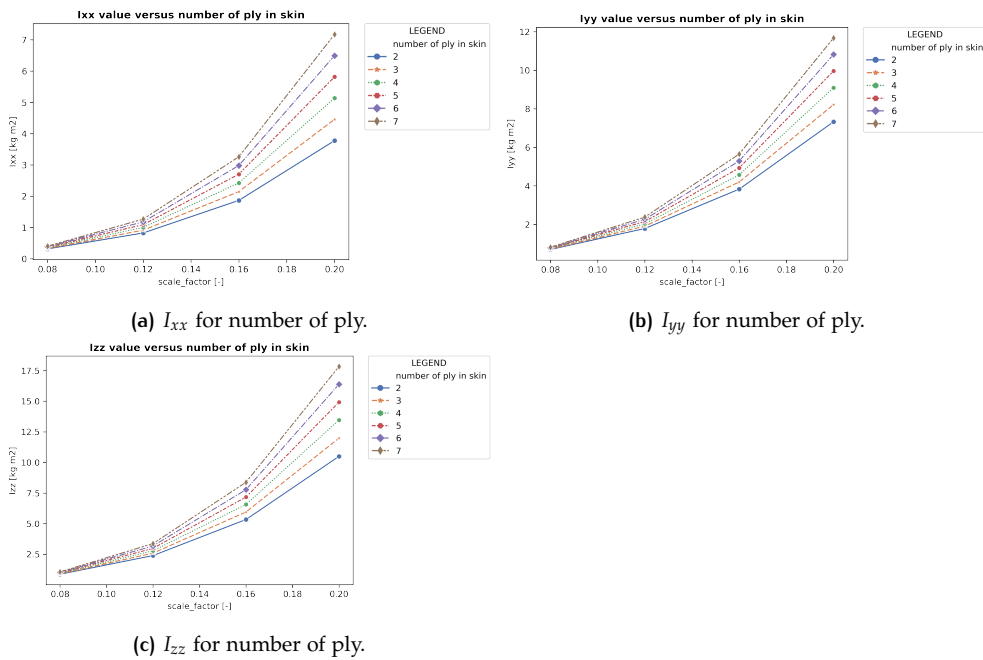 Ixx value versus number of ply in skin
7
6
5
4
3
2
1
0
Ixx [kg m2]
0.08 0.10 0.12 0.14 0.16 0.18 0.20
scale_factor [-]
LEGEND
number of ply in skin
2
3
4
5
6
7
(a) Ixx for number of ply.
Iyy value versus number of ply in skin
12
10
8
6
4
2
Iyy [kg m2]
0.08 0.10 0.12 0.14 0.16 0.18 0.20
scale_factor [-]
LEGEND
number of ply in skin
2
3
4
5
6
7
(b) Iyy for number of ply.
Izz value versus number of ply in skin
17.5
15.0
12.5
10.0
7.5
5.0
2.5
Izz [kg m2]
0.08 0.10 0.12 0.14 0.16 0.18 0.20
scale_factor [-]
LEGEND
number of ply in skin
2
3
4
5
6
7
(c) Izz for number of ply.